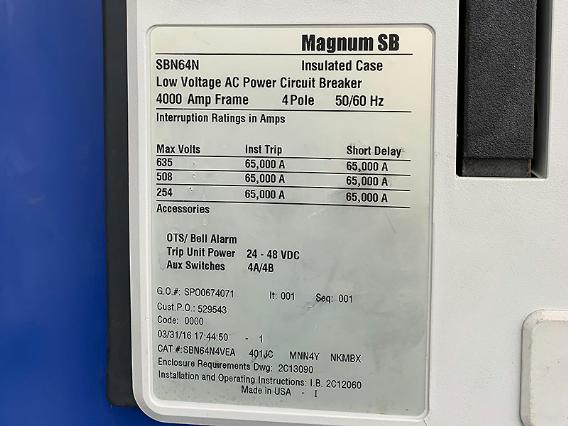 Magnum SB
SBN64N Insulated Case
Low Voltage AC Power Circuit Breaker
4000 Amp Frame 4 Pole 50/60 Hz
Interruption Ratings in Amps
Max Volts Inst Trip Short Delay
635 65,000 A 65,000 A
508 65,000 A 65,000 A
254 65,000 A 65,000 A
Accessories
OTS/ Bell Alarm
Trip Unit Power 24 - 48 VDC
Aux Switches 4A/4B
G.O.#: SPO0674071 It: 001 Seq: 001
Cust P.O.: 529543
Code: 0000
03/31/16 17:44:50 - 1
CAT #:SBN64N4VEA 401JC MNN4Y NKMBX
Enclosure Requirements Dwg: 2C13090
Installation and Operating Instructions: I.B. 2C12060
Made In USA - I